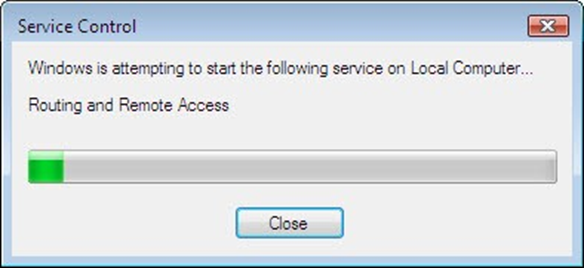 Service Control
Windows is attempting to start the following service on Local Computer...
Routing and Remote Access
Close